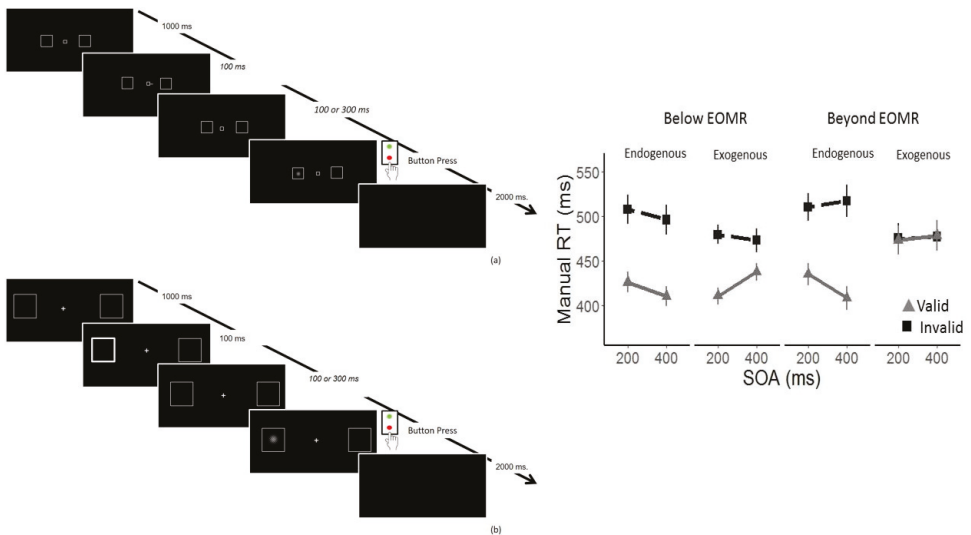 1000 ms
100 ms
100 or 300 ms
Button Press
2000 ms.
(a)
1000 ms
100 ms
100 or 300 ms
Button Press
2000 ms.
(b)
Below EOMR Beyond EOMR
Endogenous Exogenous Endogenous Exogenous
Manual RT (ms)
550
500
450
400
Valid
Invalid
200 400 200 400 200 400 200 400
SOA (ms)